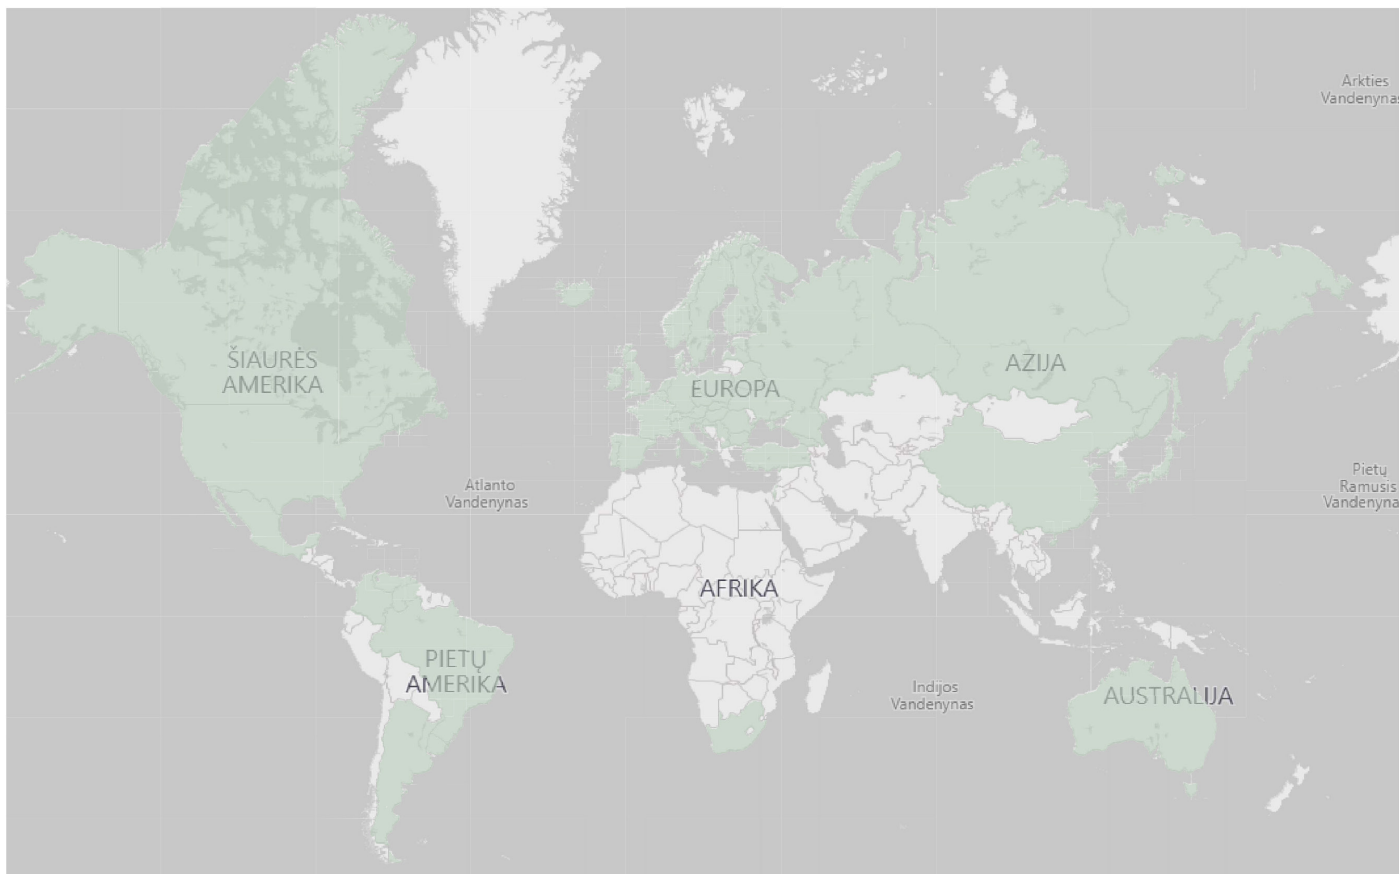 Arkties
Vandenynas
ŠIAURĖS
AMERIKA
EUROPA
AZIJA
Atlanto
Vandenynas
Pietų
Ramusis
Vandenynas
AFRIKA
PIETŲ
AMERIKA
Indijos
Vandenynas
AUSTRALIJA